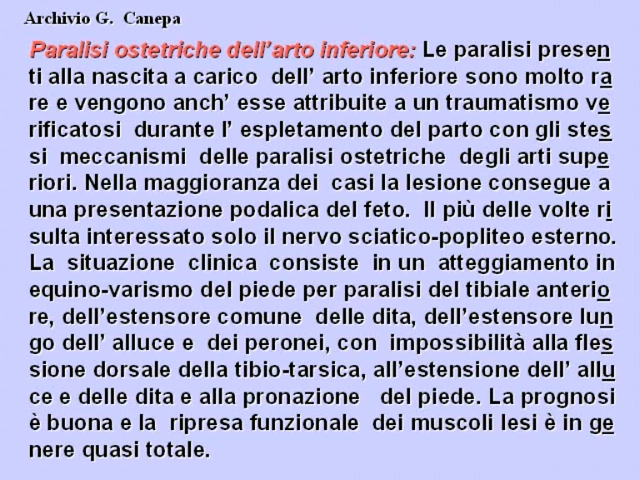 Archivio G. Canepa
Paralisi ostetriche dell’arto inferiore: Le paralisi presen
ti alla nascita a carico dell’ arto inferiore sono molto ra
re e vengono anch’ esse attribuite a un traumatismo ve
rificatosi durante l’ espletamento del parto con gli stes
si meccanismi delle paralisi ostetriche degli arti supe
riori. Nella maggioranza dei casi la lesione consegue a
una presentazione podalica del feto. Il più delle volte ri
sulta interessato solo il nervo sciatico-popliteo esterno.
La situazione clinica consiste in un atteggiamento in
equino-varismo del piede per paralisi del tibiale anterio
re, dell’estensore comune delle dita, dell’estensore lun
go dell’ alluce e dei peronei, con impossibilità alla fles
sione dorsale della tibio-tarsica, all’estensione dell’ allu
ce e delle dita e alla pronazione del piede. La prognosi
è buona e la ripresa funzionale dei muscoli lesi è in ge
nere quasi totale.